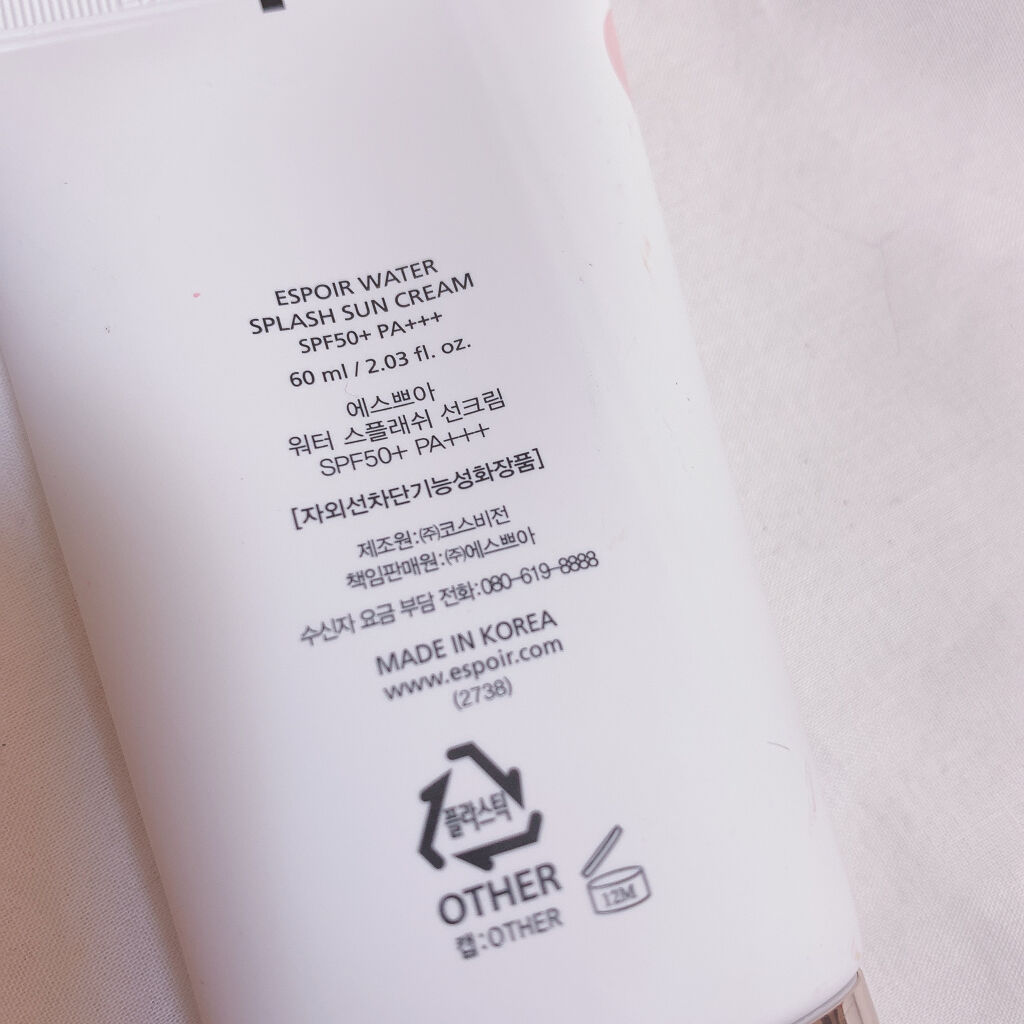 ESPOIR WATER
SPLASH SUN CREAM
SPF50+ PA+++
60 ml / 2.03 fl. oz.
에스쁘아
워터 스플래쉬 선크림
SPF50+ PA+++
[자외선차단기능성화장품]
제조원:㈜코스비전
책임판매원:㈜에스쁘아
수신자 요금 부담 전화:080-619-8888
MADE IN KOREA
www.espoir.com
(2738)
플라스틱
OTHER
캡:OTHER
12M